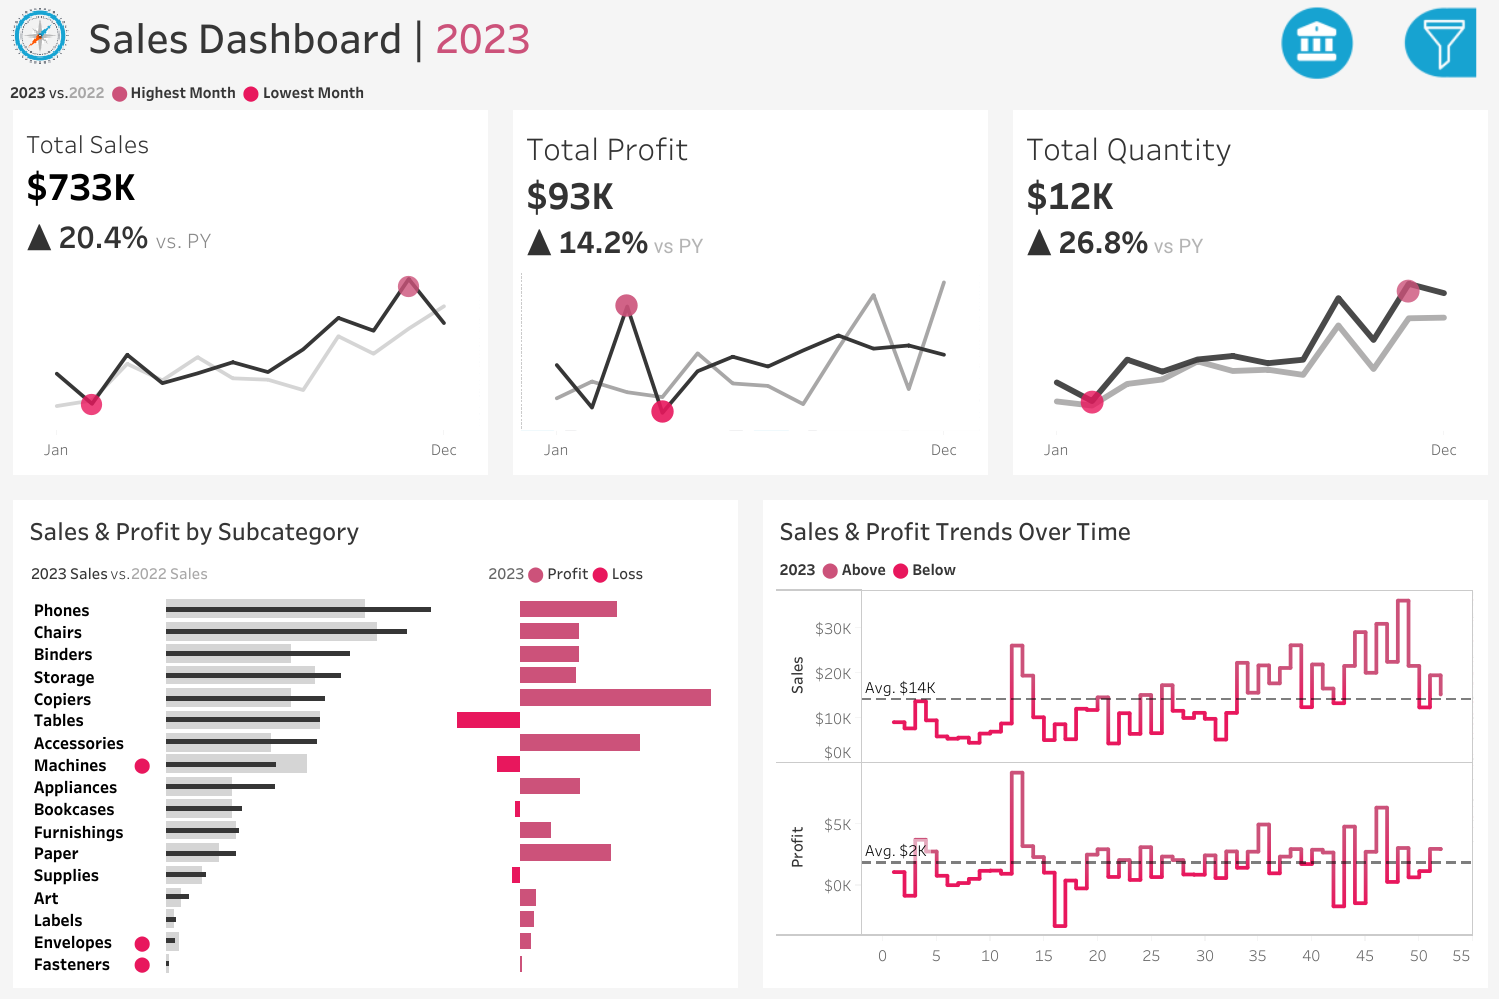 Sales Dashboard | 2023
2023 vs.2022 Highest Month Lowest Month
Total Sales
$733K
▲ 20.4% vs. PY
Jan Dec
Total Profit
$93K
▲ 14.2% vs PY
Jan Dec
Total Quantity
$12K
▲ 26.8% vs PY
Jan Dec
Sales & Profit by Subcategory
2023 Sales vs.2022 Sales
2023 Profit Loss
Phones
Chairs
Binders
Storage
Copiers
Tables
Accessories
Machines
Appliances
Bookcases
Furnishings
Paper
Supplies
Art
Labels
Envelopes
Fasteners
Sales & Profit Trends Over Time
2023 Above Below
Sales
$30K
$20K
Avg. $14K
$10K
$0K
Profit
$5K
Avg. $2K
$0K
0 5 10 15 20 25 30 35 40 45 50 55